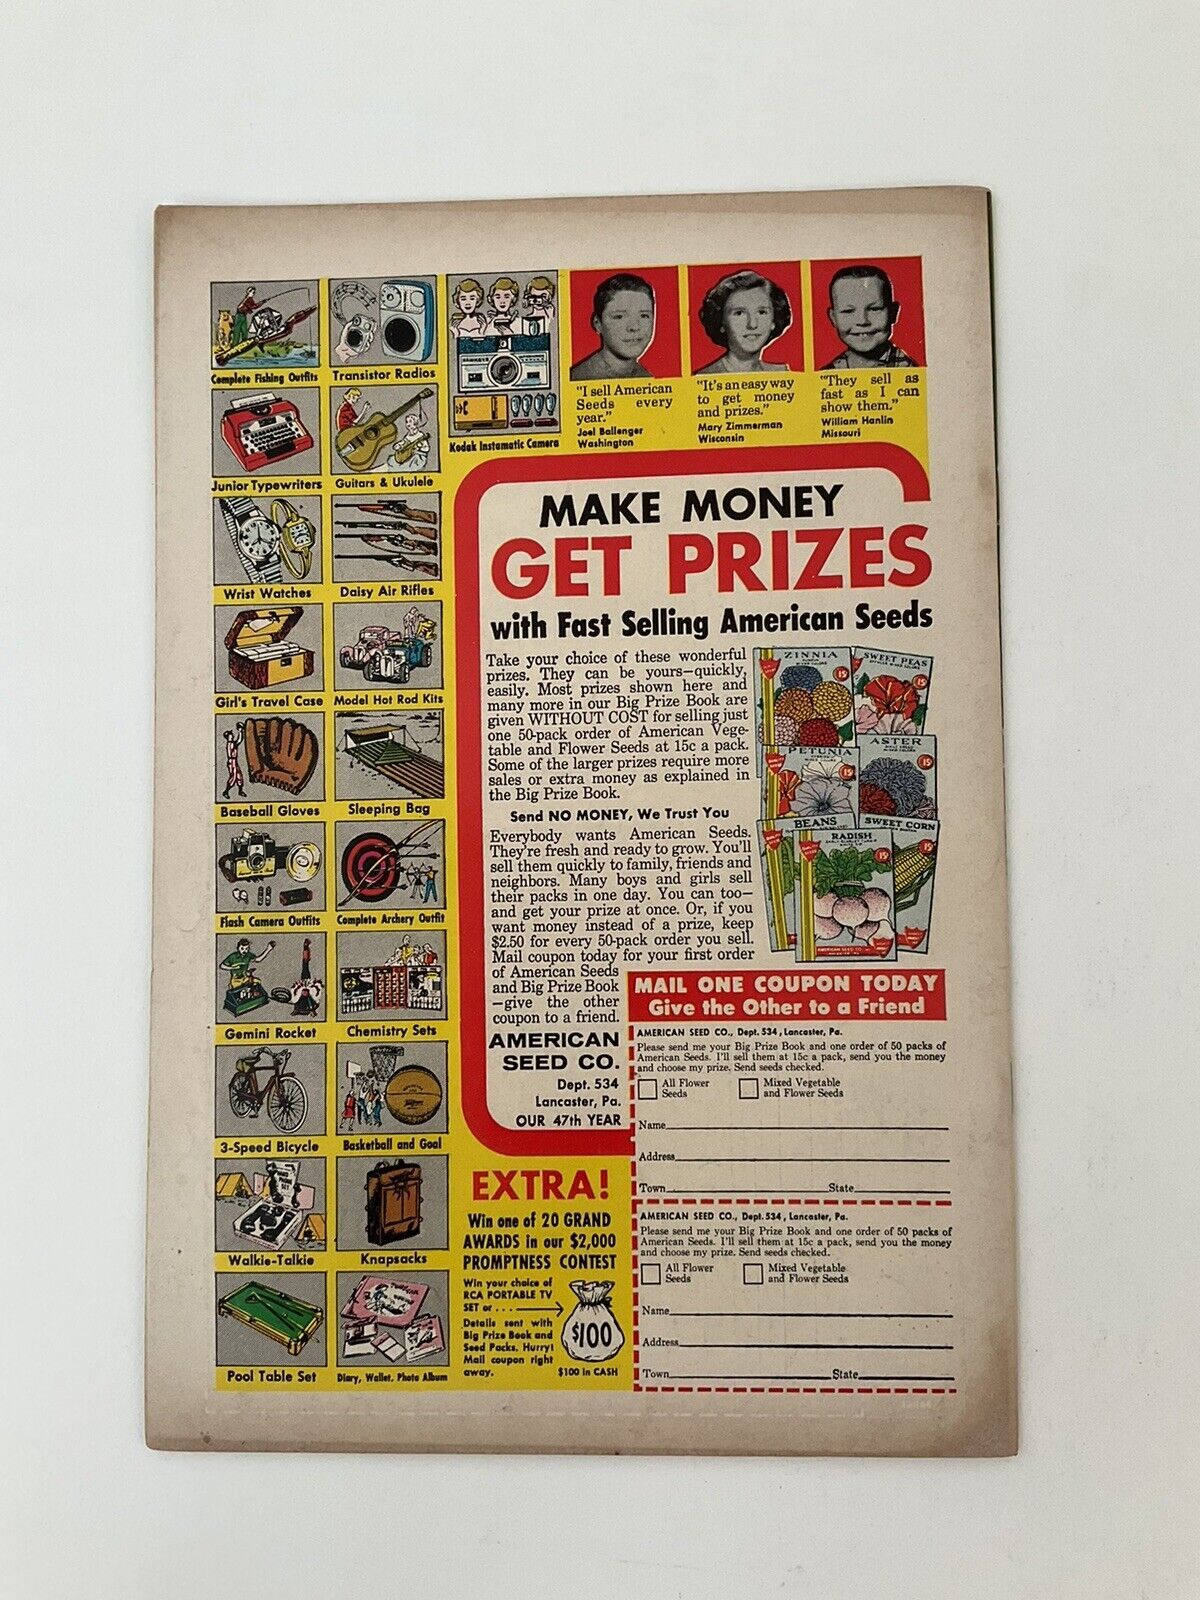 Complete Fishing Outfits
Transistor Radios
Kodak Instamatic Camera
Junior Typewriters
Guitars & Ukulele
Wrist Watches
Daisy Air Rifles
Girl's Travel Case
Model Hot Rod Kits
Baseball Gloves
Sleeping Bag
Flash Camera Outfits
Complete Archery Outfit
Gemini Rocket
Chemistry Sets
3-Speed Bicycle
Basketball and Goal
Walkie-Talkie
Knapsacks
Pool Table Set
Diary, Wallet, Photo Album
"I sell American
Seeds every
year."
Joel Ballenger
Washington
"It's an easy way
to get money
and prizes."
Mary Zimmerman
Wisconsin
"They sell as
fast as I can
show them."
William Hanlin
Missouri
MAKE MONEY
GET PRIZES
with Fast Selling American Seeds
Take your choice of these wonderful
prizes. They can be yours—quickly,
easily. Most prizes shown here and
many more in our Big Prize Book are
given WITHOUT COST for selling just
one 50-pack order of American Vege-
table and Flower Seeds at 15c a pack.
Some of the larger prizes require more
sales or extra money as explained in
the Big Prize Book.
Send NO MONEY, We Trust You
Everybody wants American Seeds.
They're fresh and ready to grow. You'll
sell them quickly to family, friends and
neighbors. Many boys and girls sell
their packs in one day. You can too—
and get your prize at once. Or, if you
want money instead of a prize, keep
$2.50 for every 50-pack order you sell.
Mail coupon today for your first order
of American Seeds
and Big Prize Book
—give the other
coupon to a friend.
AMERICAN
SEED CO.
Dept. 534
Lancaster, Pa.
OUR 47th YEAR
ZINNIA
15¢
SWEET PEAS
15¢
PETUNIA
15¢
ASTER
15¢
BEANS
SWEET CORN
15¢
RADISH
15¢
AMERICAN SEED CO.
MAIL ONE COUPON TODAY
Give the Other to a Friend
AMERICAN SEED CO., Dept. 534, Lancaster, Pa.
Please send me your Big Prize Book and one order of 50 packs of
American Seeds. I'll sell them at 15c a pack, send you the money
and choose my prize. Send seeds checked.
All Flower
Seeds
Mixed Vegetable
and Flower Seeds
Name
Address
Town State
AMERICAN SEED CO., Dept. 534, Lancaster, Pa.
Please send me your Big Prize Book and one order of 50 packs of
American Seeds. I'll sell them at 15c a pack, send you the money
and choose my prize. Send seeds checked.
All Flower
Seeds
Mixed Vegetable
and Flower Seeds
Name
Address
Town State
EXTRA!
Win one of 20 GRAND
AWARDS in our $2,000
PROMPTNESS CONTEST
Win your choice of
RCA PORTABLE TV
SET or . . .
Details sent with
Big Prize Book and
Seed Packs. Hurry!
Mail coupon right
away.
$100
$100 in CASH